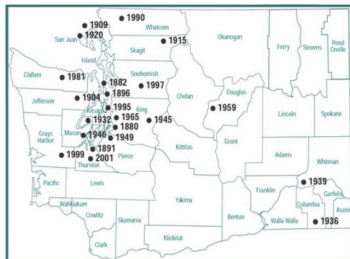 1990
1909
Whatcom
Okanogan
Pend
Oreille
San Juan
1920
1915
Ferry
Stevens
Skagit
Island
Clallam
1981
Snohomish
1882
1997
Chelan
Douglas
1896
Jefferson
1904
1995
1959
Lincoln
Spokane
Kitsap
King
1932
1965
1945
1880
Grays
Harbor
Mason
1946
1949
Grant
Kittitas
1891
Adams
Whitman
1999
2001
Pierce
Thurston
1939
Pacific
Lewis
Franklin
Garfield
Columbia
Yakima
Wahkiakum
Cowlitz
Benton
Walla Walla
Asotin
1936
Skamania
Klickitat
Clark